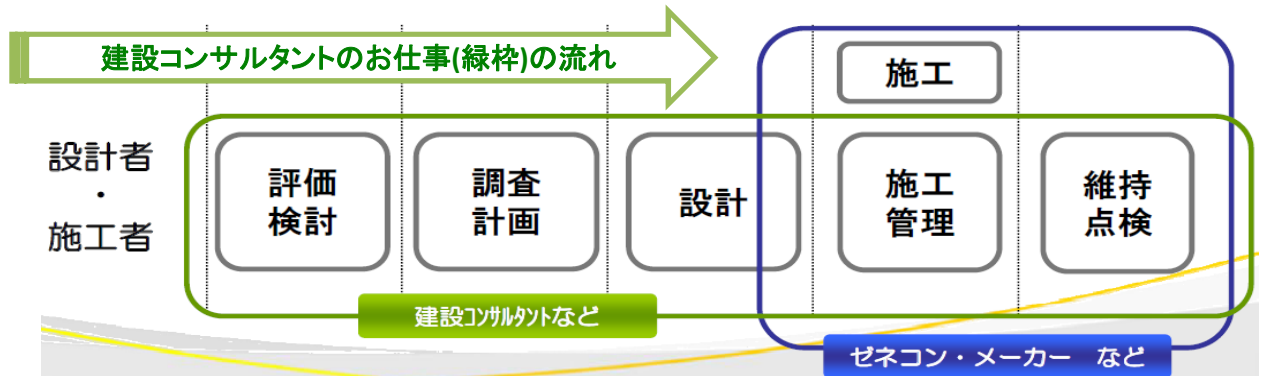 建設コンサルタントのお仕事(緑枠)の流れ
施工
設計者
・
施工者
評価
検討
調査
計画
設計
施工
管理
維持
点検
建設ｺﾝｻﾙﾀﾝﾄなど
ゼネコン・メーカー など